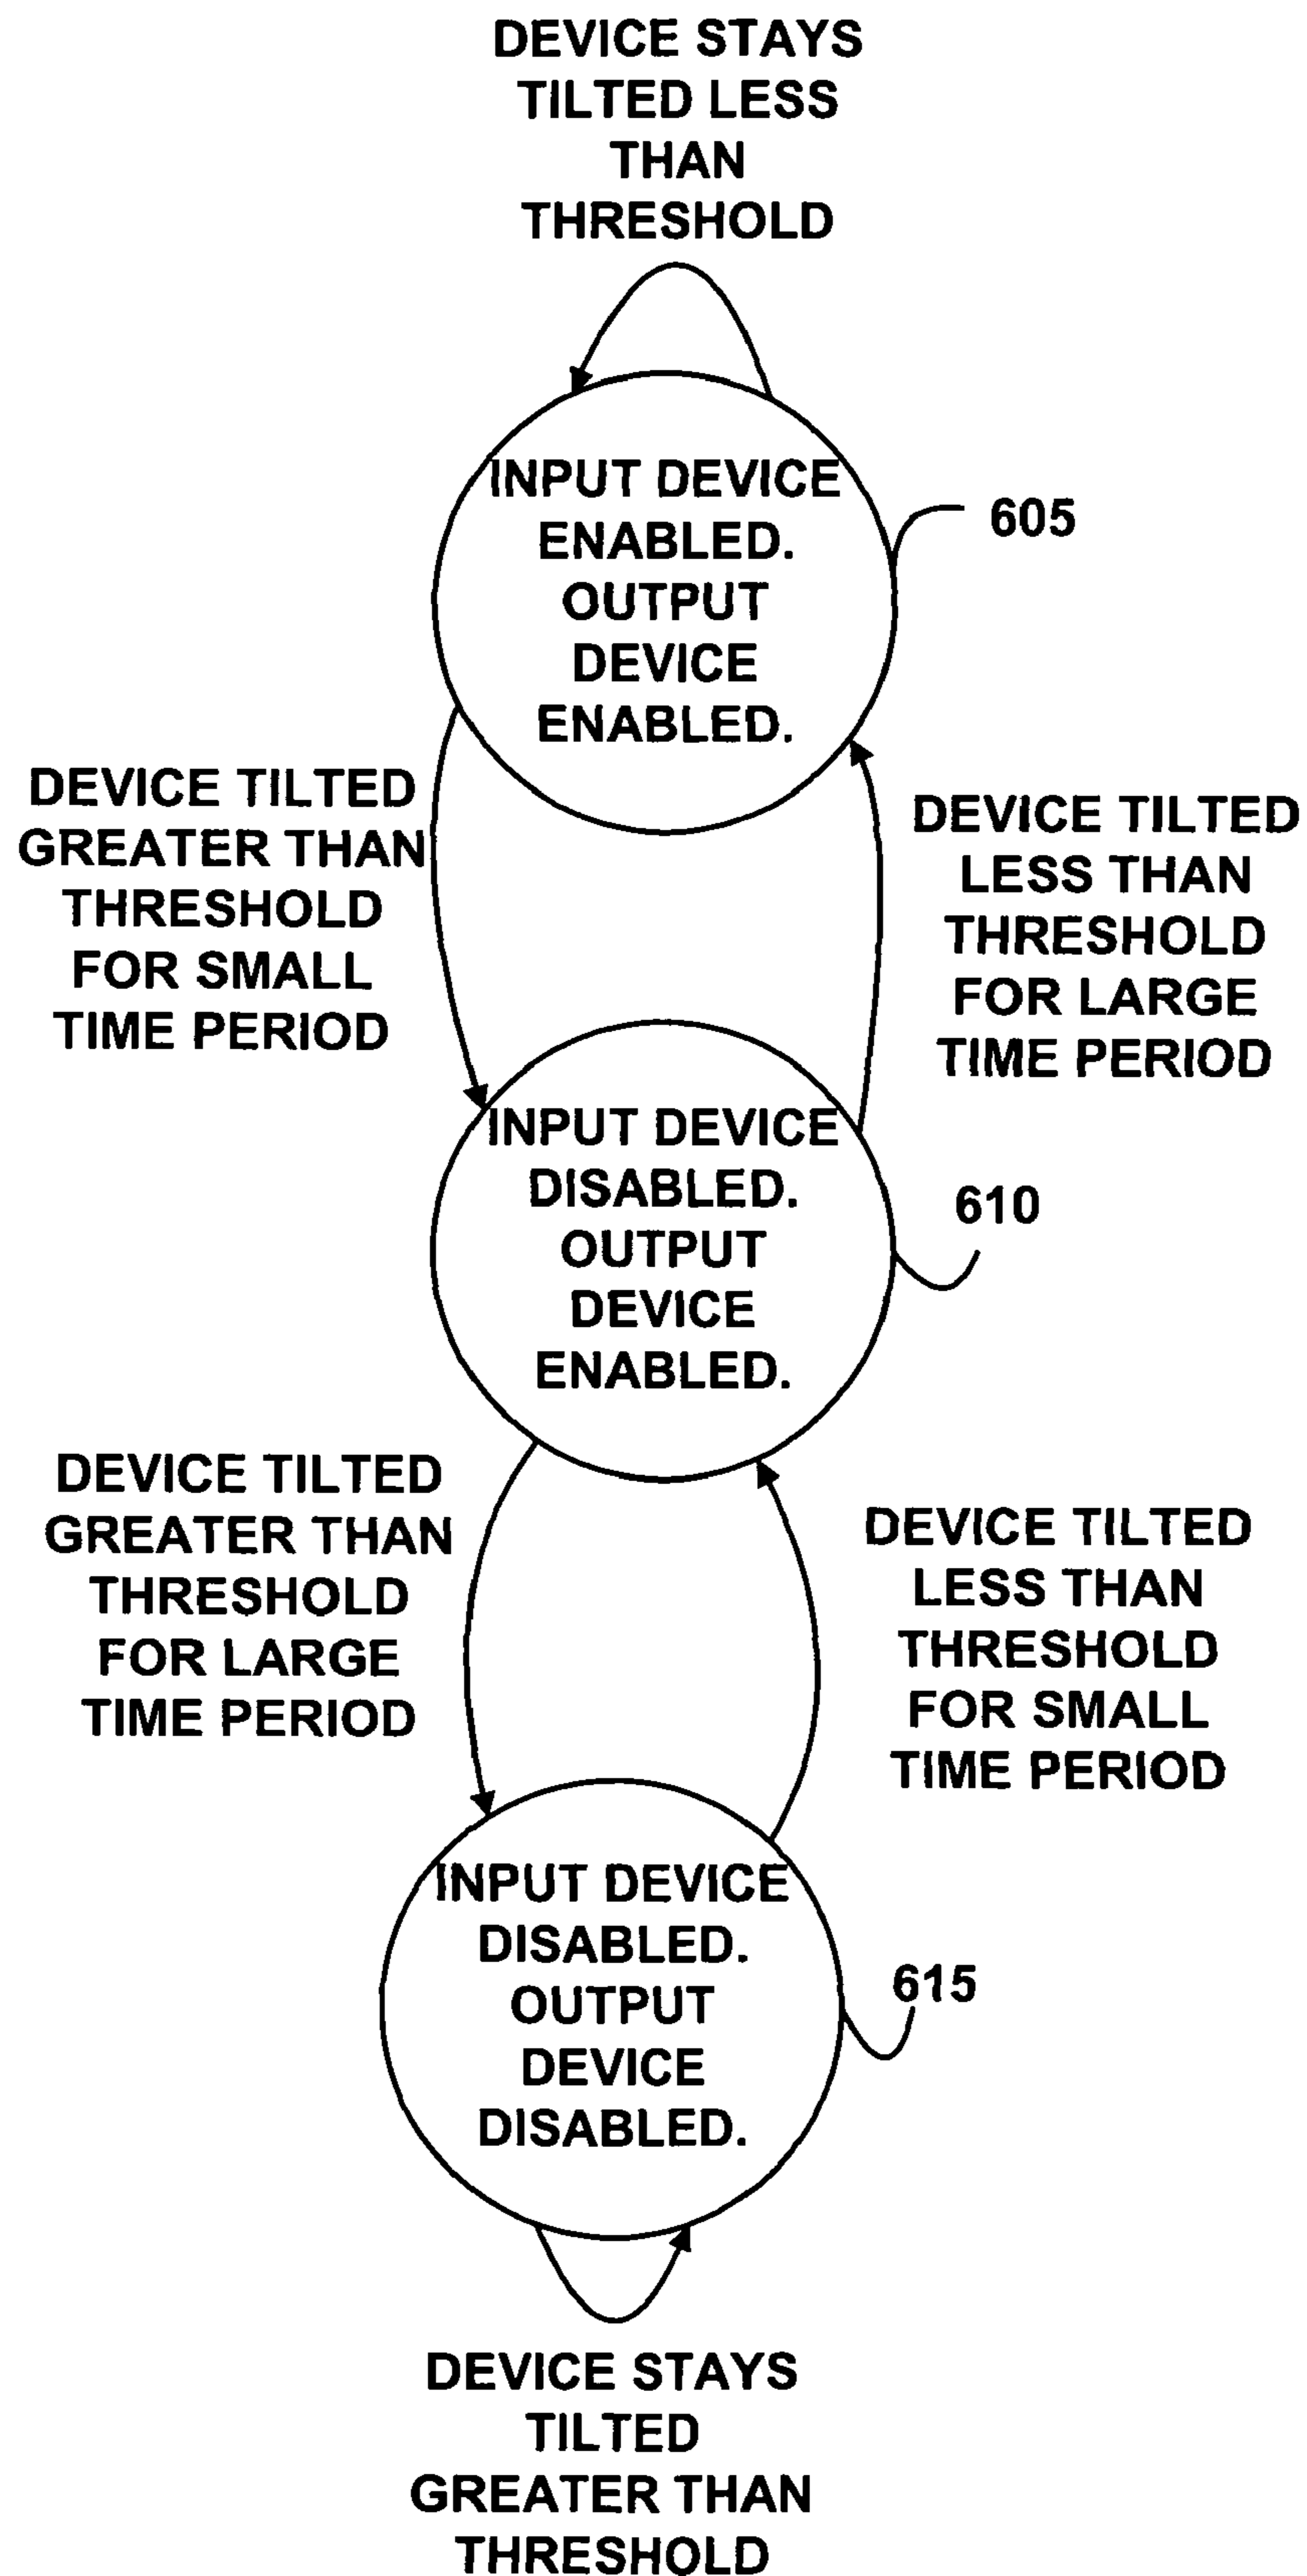 DEVICE STAYS
TILTED LESS
THAN
THRESHOLD
INPUT DEVICE
ENABLED.
OUTPUT
DEVICE
ENABLED.
605
DEVICE TILTED
GREATER THAN
THRESHOLD
FOR SMALL
TIME PERIOD
DEVICE TILTED
LESS THAN
THRESHOLD
FOR LARGE
TIME PERIOD
INPUT DEVICE
DISABLED.
OUTPUT
DEVICE
ENABLED.
610
DEVICE TILTED
GREATER THAN
THRESHOLD
FOR LARGE
TIME PERIOD
DEVICE TILTED
LESS THAN
THRESHOLD
FOR SMALL
TIME PERIOD
INPUT DEVICE
DISABLED.
OUTPUT
DEVICE
DISABLED.
615
DEVICE STAYS
TILTED
GREATER THAN
THRESHOLD